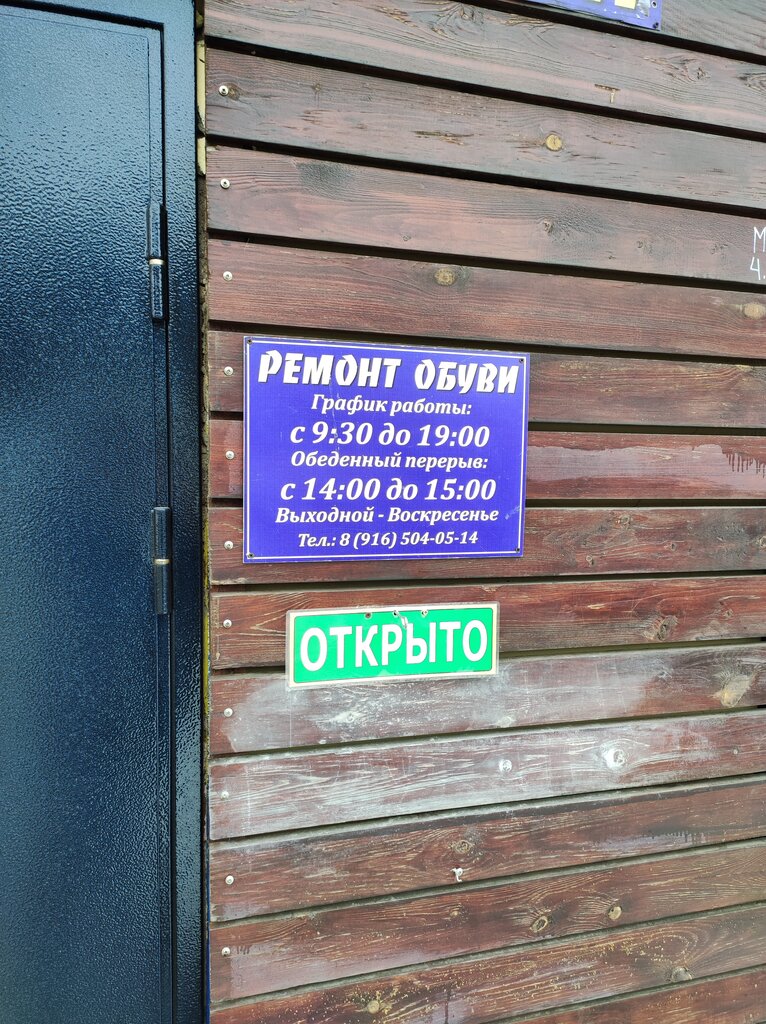 РЕМОНТ ОБУВИ
График работы:
с 9:30 до 19:00
Обеденный перерыв:
с 14:00 до 15:00
Выходной - Воскресенье
Тел.: 8 (916) 504-05-14
ОТКРЫТО